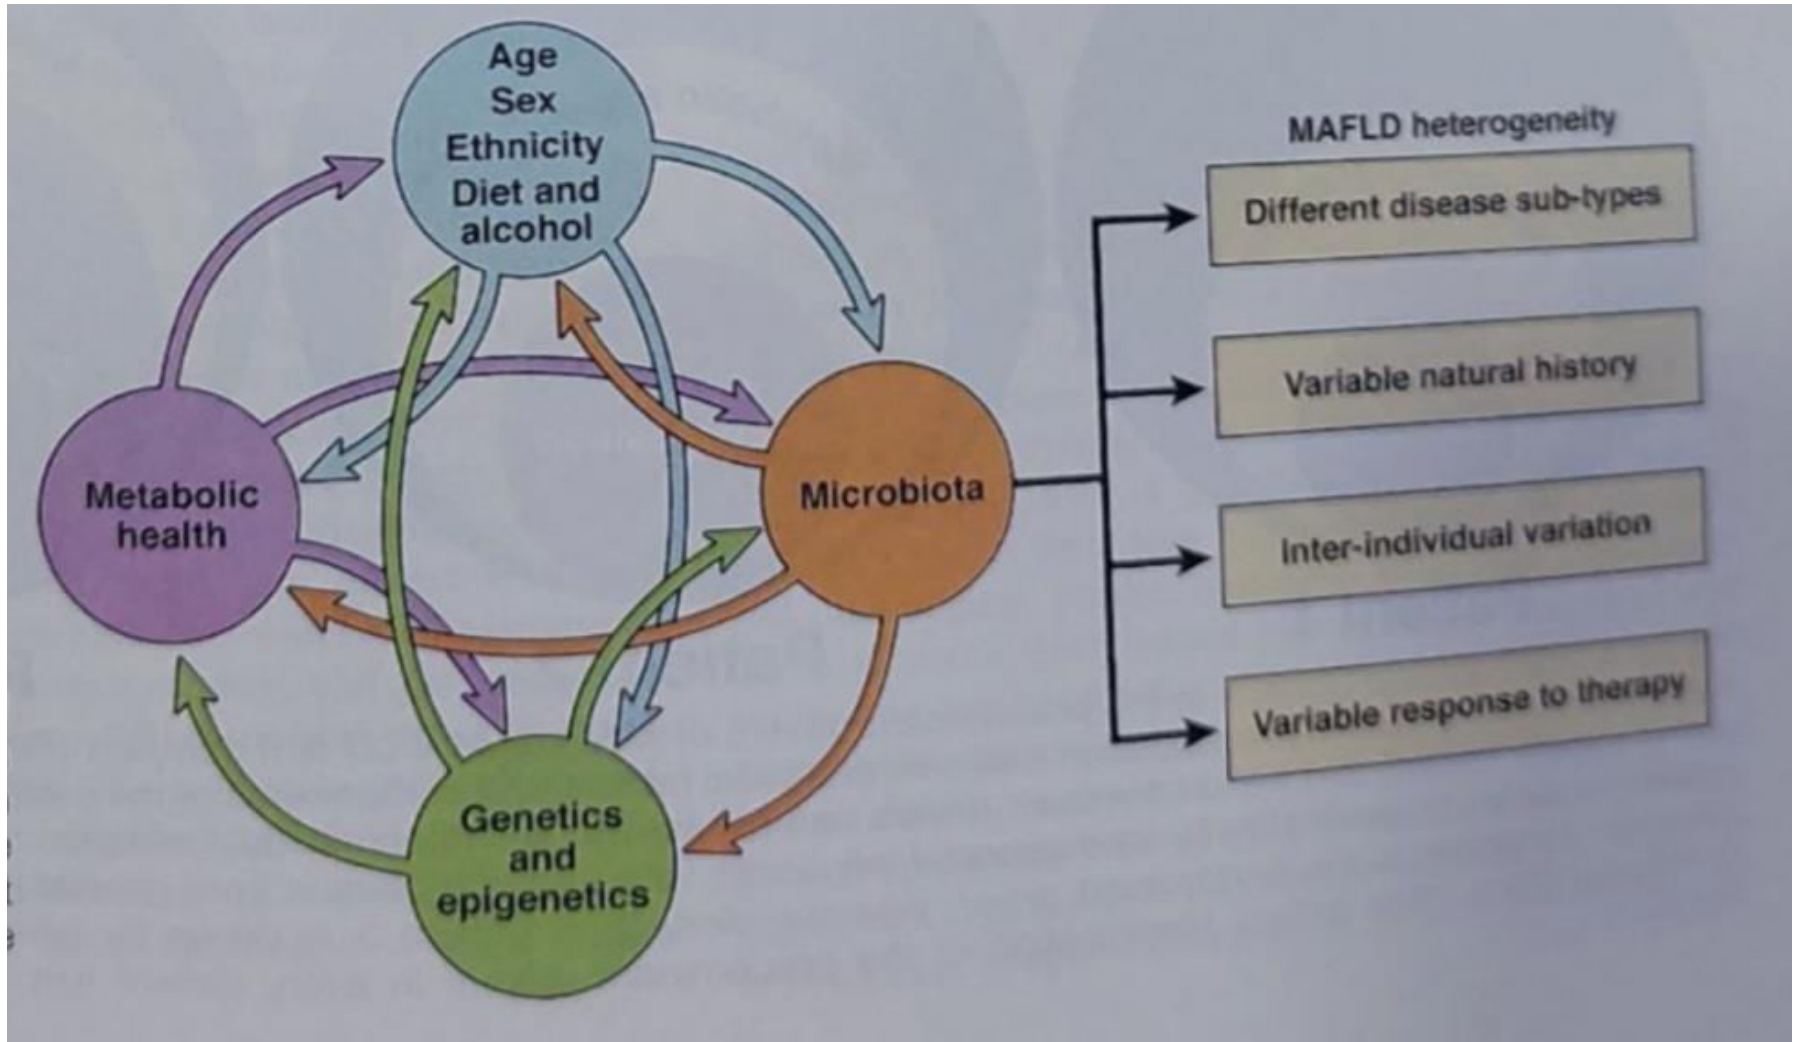 Age
Sex
Ethnicity
Diet and
alcohol
Metabolic
health
Microbiota
Genetics
and
epigenetics
MAFLD heterogeneity
Different disease sub-types
Variable natural history
Inter-individual variation
Variable response to therapy